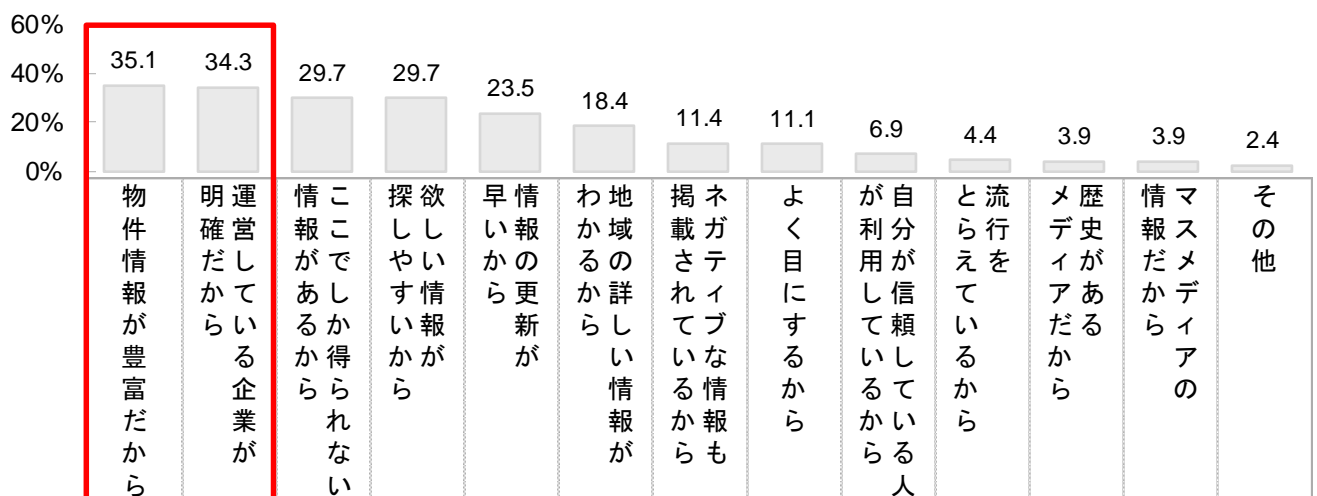 60%
40%
20%
0%
35.1
34.3
29.7
29.7
23.5
18.4
11.4
11.1
6.9
4.4
3.9
3.9
2.4
物件情報が豊富だから
運営している企業が
明確だから
ここでしか得られない
情報があるから
欲しい情報が
探しやすいから
情報の更新が
早いから
地域の詳しい情報が
わかるから
ネガティブな情報も
掲載されているから
よく目にするから
自分が信頼している人
が利用しているから
流行を
とらえているから
歴史がある
メディアだから
マスメディアの
情報だから
その他